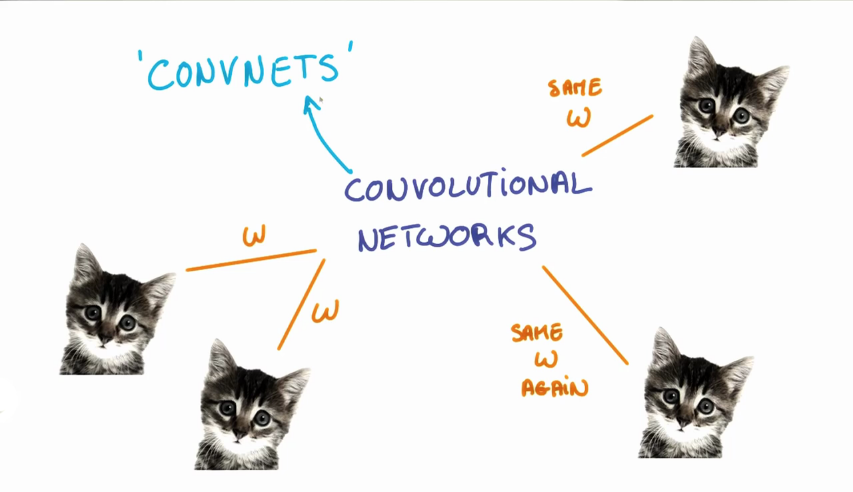 'CONVNETS'
SAME
W
CONVOLUTIONAL
NETWORKS
W
W
SAME
W
AGAIN